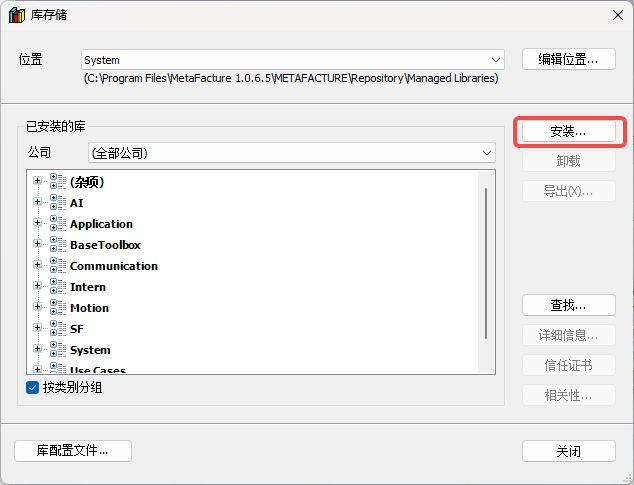 库存储
位置
System
编辑位置...
(C:\Program Files\MetaFacture 1.0.6.5\METAFACTURE\Repository\Managed Libraries)
已安装的库
安装...
公司
(全部公司)
卸载
(杂项)
导出(X)...
AI
Application
BaseToolbox
Communication
Intern
Motion
查找...
SF
详细信息...
System
信任证书
Use Cases
按类别分组
相关性...
库配置文件...
关闭